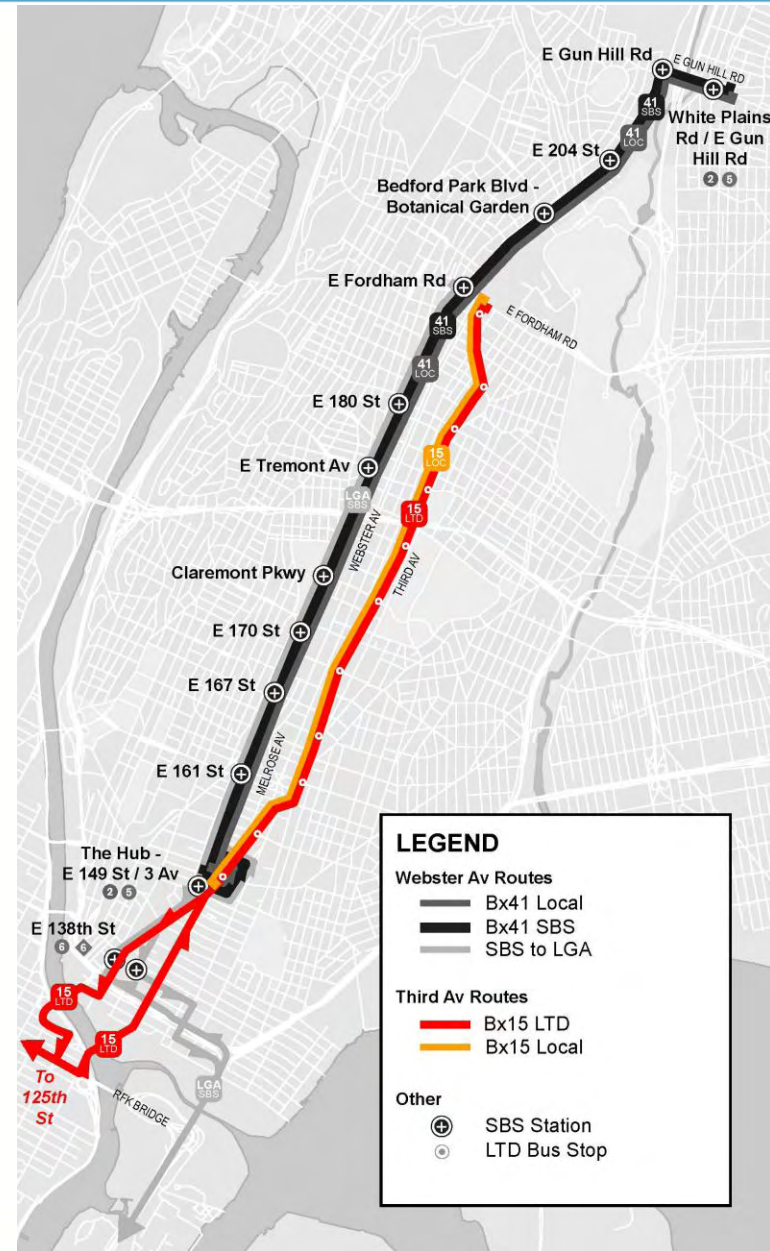 E Gun Hill Rd
E GUN HILL RD
41
SBS
White Plains
Rd / E Gun
Hill Rd
2 5
41
LOC
E 204 St
Bedford Park Blvd -
Botanical Garden
E Fordham Rd
E FORDHAM RD
41
SBS
41
LOC
E 180 St
15
LOC
E Tremont Av
LGA
SBS
15
LTD
WEBSTER AV
THIRD AV
Claremont Pkwy
E 170 St
E 167 St
MELROSE AV
E 161 St
The Hub -
E 149 St / 3 Av
2 5
E 138th St
6 6
15
LTD
15
LTD
To
125th
St
LGA
SBS
RFK BRIDGE
LEGEND
Webster Av Routes
Bx41 Local
Bx41 SBS
SBS to LGA
Third Av Routes
Bx15 LTD
Bx15 Local
Other
SBS Station
LTD Bus Stop